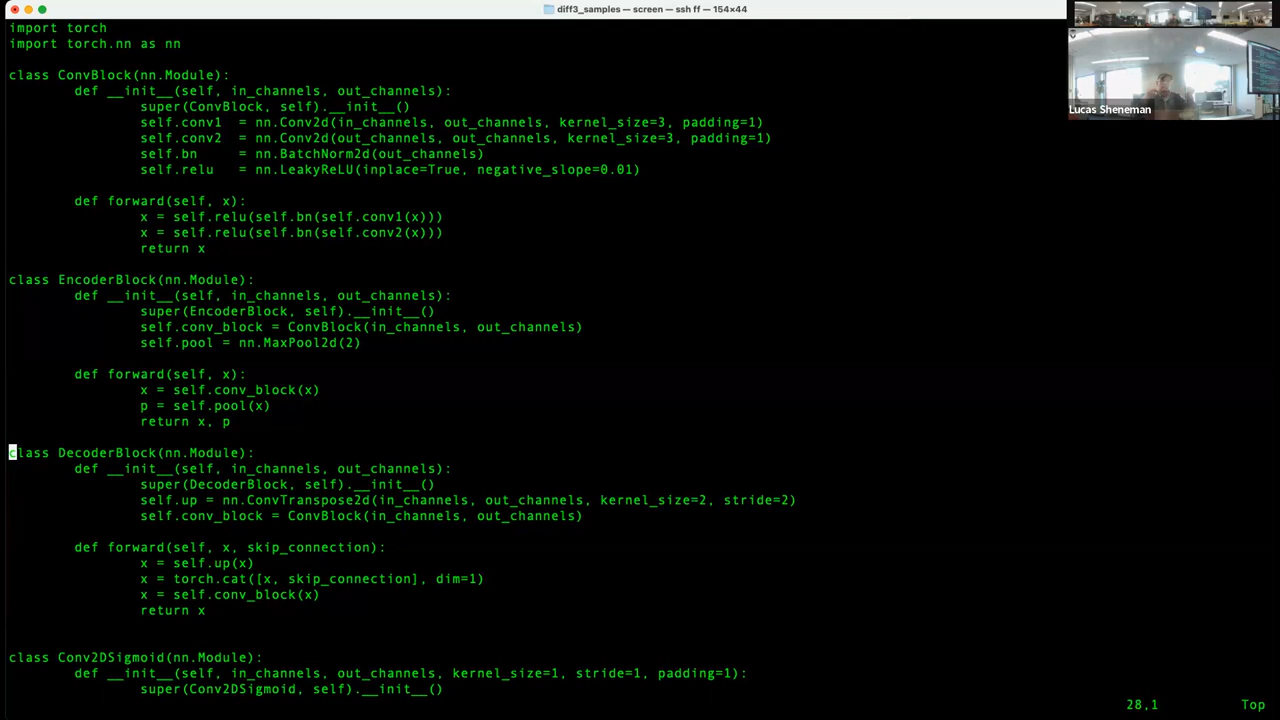 diff3_samples — screen — ssh ff — 154×44
import torch
import torch.nn as nn
class ConvBlock(nn.Module):
def __init__(self, in_channels, out_channels):
super(ConvBlock, self).__init__()
self.conv1 = nn.Conv2d(in_channels, out_channels, kernel_size=3, padding=1)
self.conv2 = nn.Conv2d(out_channels, out_channels, kernel_size=3, padding=1)
self.bn = nn.BatchNorm2d(out_channels)
self.relu = nn.LeakyReLU(inplace=True, negative_slope=0.01)
def forward(self, x):
x = self.relu(self.bn(self.conv1(x)))
x = self.relu(self.bn(self.conv2(x)))
return x
class EncoderBlock(nn.Module):
def __init__(self, in_channels, out_channels):
super(EncoderBlock, self).__init__()
self.conv_block = ConvBlock(in_channels, out_channels)
self.pool = nn.MaxPool2d(2)
def forward(self, x):
x = self.conv_block(x)
p = self.pool(x)
return x, p
class DecoderBlock(nn.Module):
def __init__(self, in_channels, out_channels):
super(DecoderBlock, self).__init__()
self.up = nn.ConvTranspose2d(in_channels, out_channels, kernel_size=2, stride=2)
self.conv_block = ConvBlock(in_channels, out_channels)
def forward(self, x, skip_connection):
x = self.up(x)
x = torch.cat([x, skip_connection], dim=1)
x = self.conv_block(x)
return x
class Conv2DSigmoid(nn.Module):
def __init__(self, in_channels, out_channels, kernel_size=1, stride=1, padding=1):
super(Conv2DSigmoid, self).__init__()
28,1 Top
Lucas Sheneman